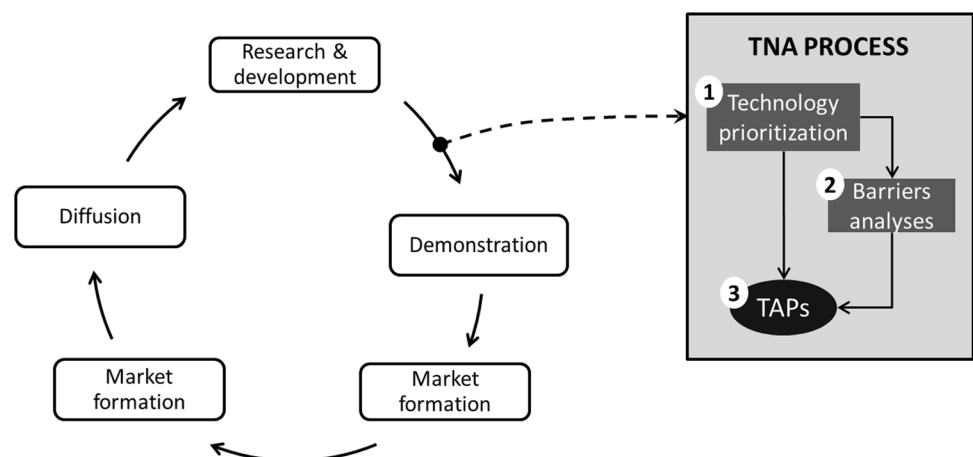 Research &
development
Diffusion
Demonstration
Market
formation
Market
formation
TNA PROCESS
1
Technology
prioritization
2
Barriers
analyses
3
TAPs